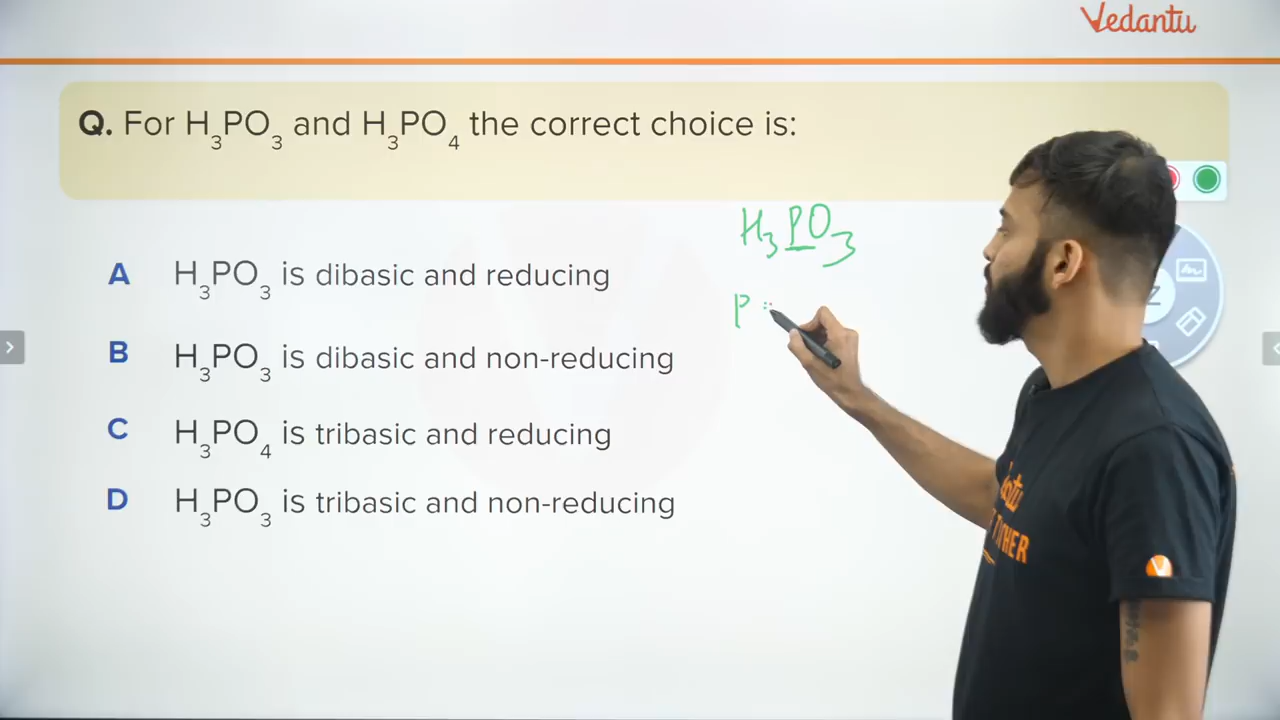 Vedantu
Q. For H₃PO₃ and H₃PO₄ the correct choice is:
H₃PO₃
A H₃PO₃ is dibasic and reducing
P
B H₃PO₃ is dibasic and non-reducing
C H₃PO₄ is tribasic and reducing
D H₃PO₃ is tribasic and non-reducing